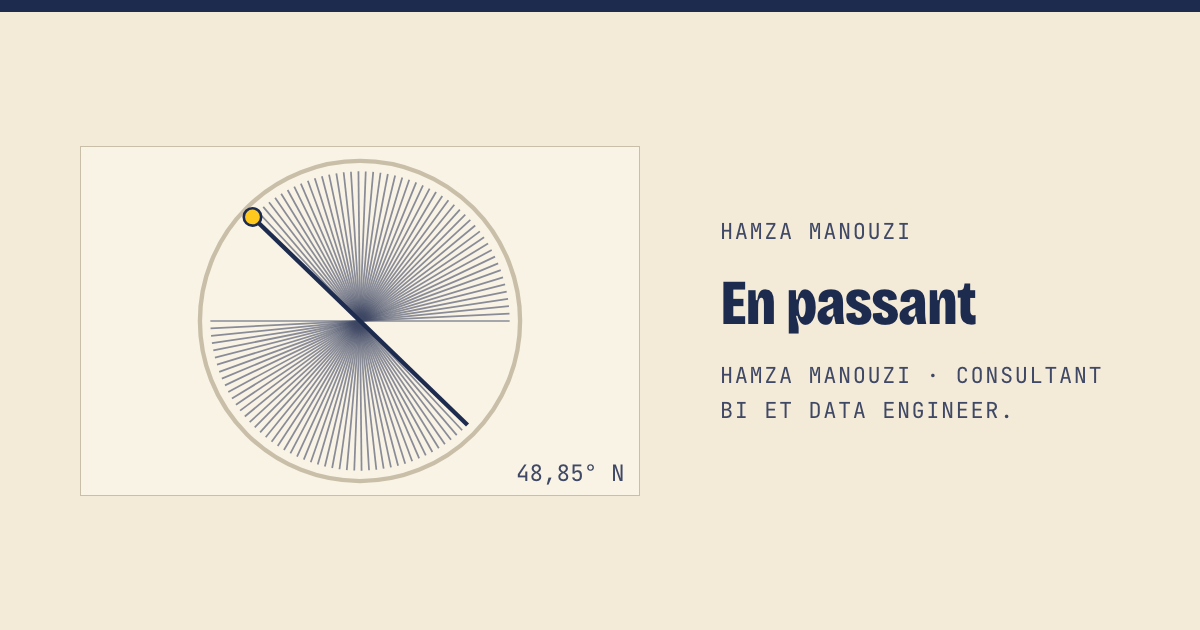 48,85° N
HAMZA MANOUZI
En passant
HAMZA MANOUZI · CONSULTANT
BI ET DATA ENGINEER.